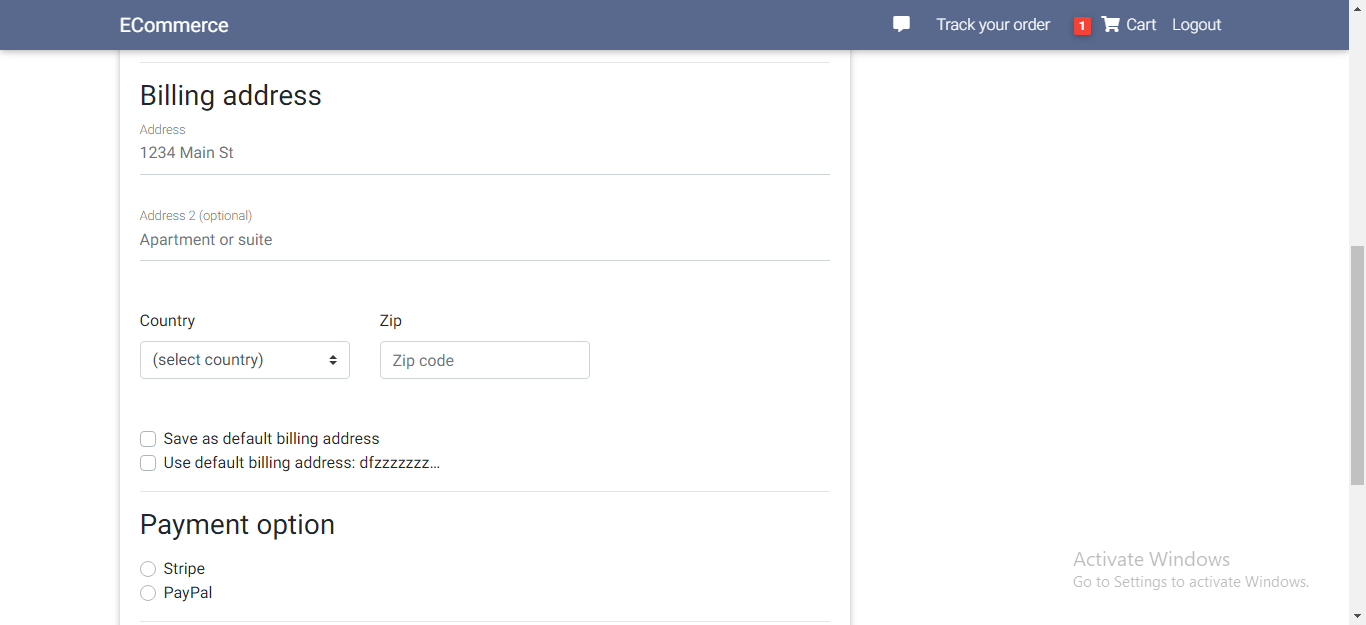 ECommerce
Track your order 1 Cart Logout
Billing address
Address
1234 Main St
Address 2 (optional)
Apartment or suite
Country Zip
(select country) Zip code
Save as default billing address
Use default billing address: dfzzzzzzz...
Payment option
Stripe
PayPal
Activate Windows
Go to Settings to activate Windows.